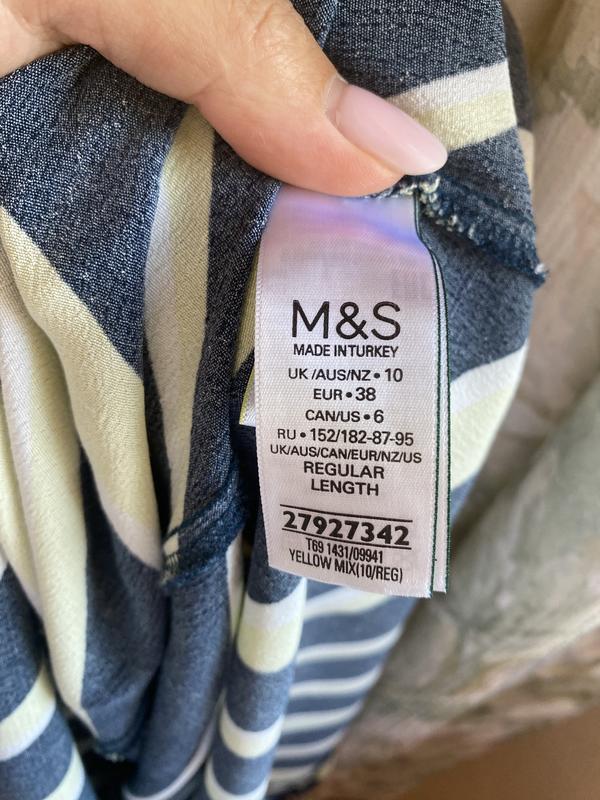 M&S
MADE IN TURKEY
UK /AUS/NZ • 10
EUR • 38
CAN/US • 6
RU • 152/182-87-95
UK/AUS/CAN/EUR/NZ/US
REGULAR
LENGTH
27927342
T69 1431/09941
YELLOW MIX(10/REG)